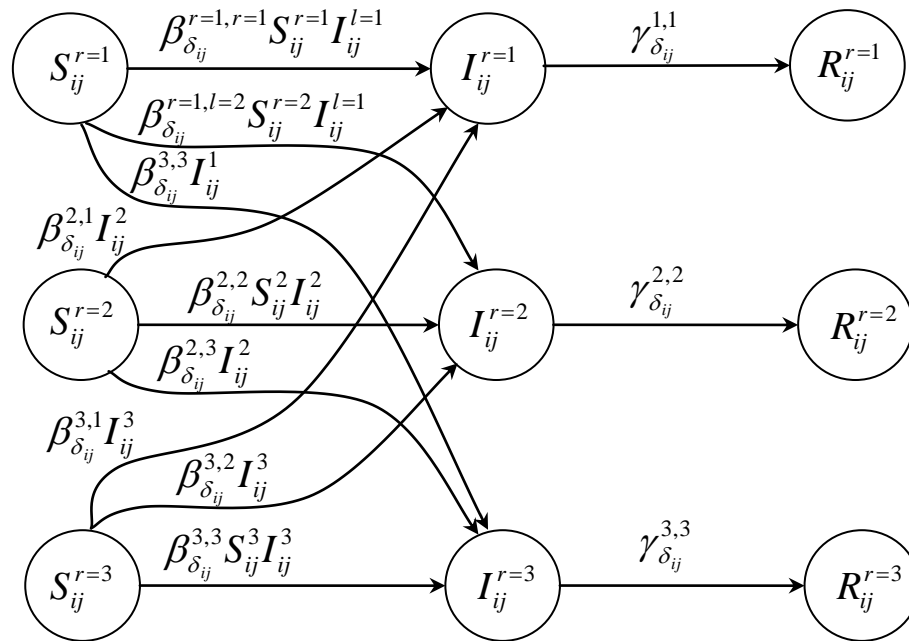 S_{ij}^{r=1} β_{δ_{ij}}^{r=1,r=1} S_{ij}^{r=1} I_{ij}^{l=1} I_{ij}^{r=1} γ_{δ_{ij}}^{1,1} R_{ij}^{r=1}
β_{δ_{ij}}^{r=1,l=2} S_{ij}^{r=2} I_{ij}^{l=1}
β_{δ_{ij}}^{3,3} I_{ij}^{1}
β_{δ_{ij}}^{2,1} I_{ij}^{2}
S_{ij}^{r=2} β_{δ_{ij}}^{2,2} S_{ij}^{2} I_{ij}^{2} I_{ij}^{r=2} γ_{δ_{ij}}^{2,2} R_{ij}^{r=2}
β_{δ_{ij}}^{2,3} I_{ij}^{2}
β_{δ_{ij}}^{3,1} I_{ij}^{3}
β_{δ_{ij}}^{3,2} I_{ij}^{3}
S_{ij}^{r=3} β_{δ_{ij}}^{3,3} S_{ij}^{3} I_{ij}^{3} I_{ij}^{r=3} γ_{δ_{ij}}^{3,3} R_{ij}^{r=3}